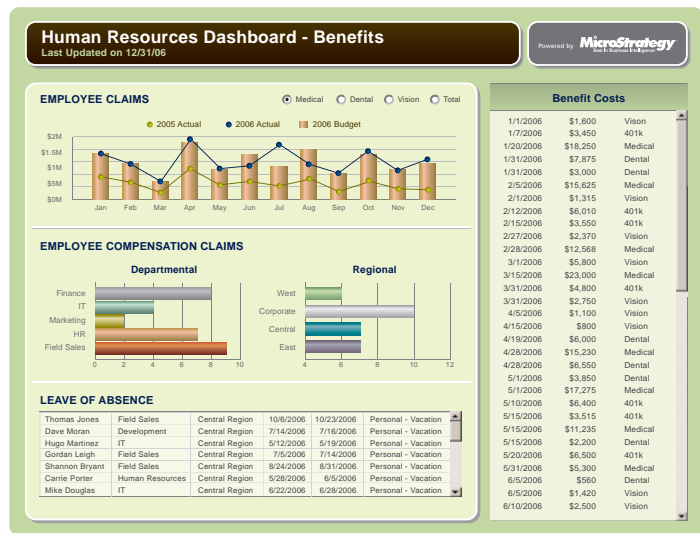 Human Resources Dashboard - Benefits
Last Updated on 12/31/06
Powered by MicroStrategy
Best In Business Intelligence
EMPLOYEE CLAIMS
Medical Dental Vision Total
2005 Actual 2006 Actual 2006 Budget
$2M
$1.5M
$1M
$5M
$0M
Jan Feb Mar Apr May Jun Jul Aug Sep Oct Nov Dec
EMPLOYEE COMPENSATION CLAIMS
Departmental
Finance
IT
Marketing
HR
Field Sales
0 2 4 6 8 10
Regional
West
Corporate
Central
East
4 6 8 10 12
LEAVE OF ABSENCE
Thomas Jones Field Sales Central Region 10/6/2006 10/23/2006 Personal - Vacation
Dave Moran Development Central Region 7/14/2006 7/16/2006 Personal - Vacation
Hugo Martinez IT Central Region 5/12/2006 5/19/2006 Personal - Vacation
Gordan Leigh Field Sales Central Region 7/5/2006 7/14/2006 Personal - Vacation
Shannon Bryant Field Sales Central Region 8/24/2006 8/31/2006 Personal - Vacation
Carrie Porter Human Resources Central Region 5/28/2006 6/5/2006 Personal - Vacation
Mike Douglas IT Central Region 6/22/2006 6/28/2006 Personal - Vacation
Benefit Costs
1/1/2006 $1,600 Vison
1/7/2006 $3,450 401k
1/20/2006 $18,250 Medical
1/31/2006 $7,875 Dental
1/31/2006 $3,000 Dental
2/5/2006 $15,625 Medical
2/1/2006 $1,315 Vision
2/12/2006 $6,010 401k
2/15/2006 $3,550 401k
2/27/2006 $2,370 Vision
2/28/2006 $12,568 Medical
3/1/2006 $5,800 Vision
3/15/2006 $23,000 Medical
3/31/2006 $4,800 401k
3/31/2006 $2,750 Vision
4/5/2006 $1,100 Vision
4/15/2006 $800 Vision
4/19/2006 $6,000 Dental
4/28/2006 $15,230 Medical
4/28/2006 $6,550 Dental
5/1/2006 $3,850 Dental
5/1/2006 $17,275 Medical
5/10/2006 $6,400 401k
5/15/2006 $3,515 401k
5/15/2006 $11,235 Medical
5/15/2006 $2,200 Dental
5/20/2006 $6,500 401k
5/31/2006 $5,300 Medical
6/5/2006 $560 Dental
6/5/2006 $1,420 Vision
6/10/2006 $2,500 Vision